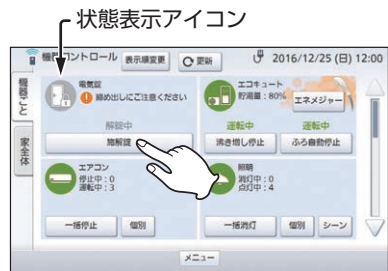 状態表示アイコン
機器コントロール 表示順変更 更新 2016/12/25 (日) 12:00
機器ごと
家全体
電気錠
締め出しにご注意ください
解錠中
施解錠
エコキュート
貯湯量：80%
エネメジャー
運転中 運転中
沸き増し停止 ふろ自動停止
エアコン
停止中：0
運転中：3
一括停止 個別
照明
消灯中：0
点灯中：4
一括消灯 個別 シーン
メニュー